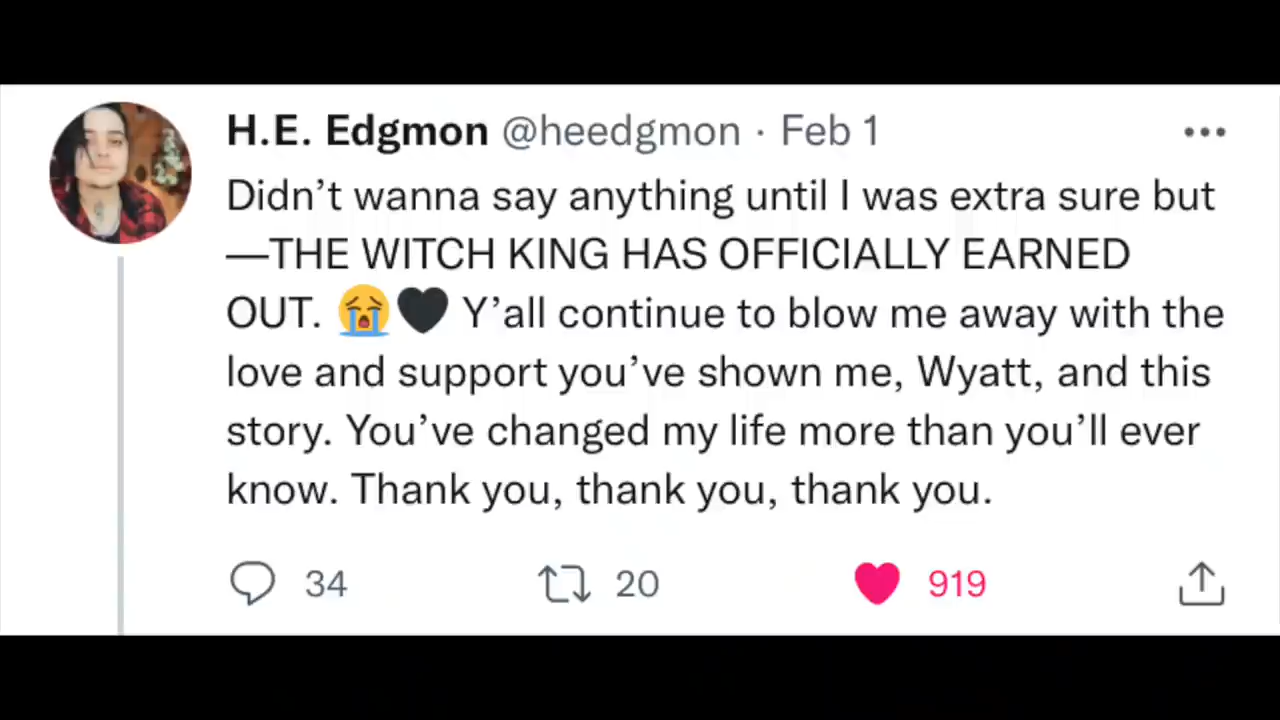 H.E. Edgmon @heedgmon · Feb 1
Didn’t wanna say anything until I was extra sure but
—THE WITCH KING HAS OFFICIALLY EARNED
OUT. 😭🖤 Y’all continue to blow me away with the
love and support you’ve shown me, Wyatt, and this
story. You’ve changed my life more than you’ll ever
know. Thank you, thank you, thank you.
34 20 919